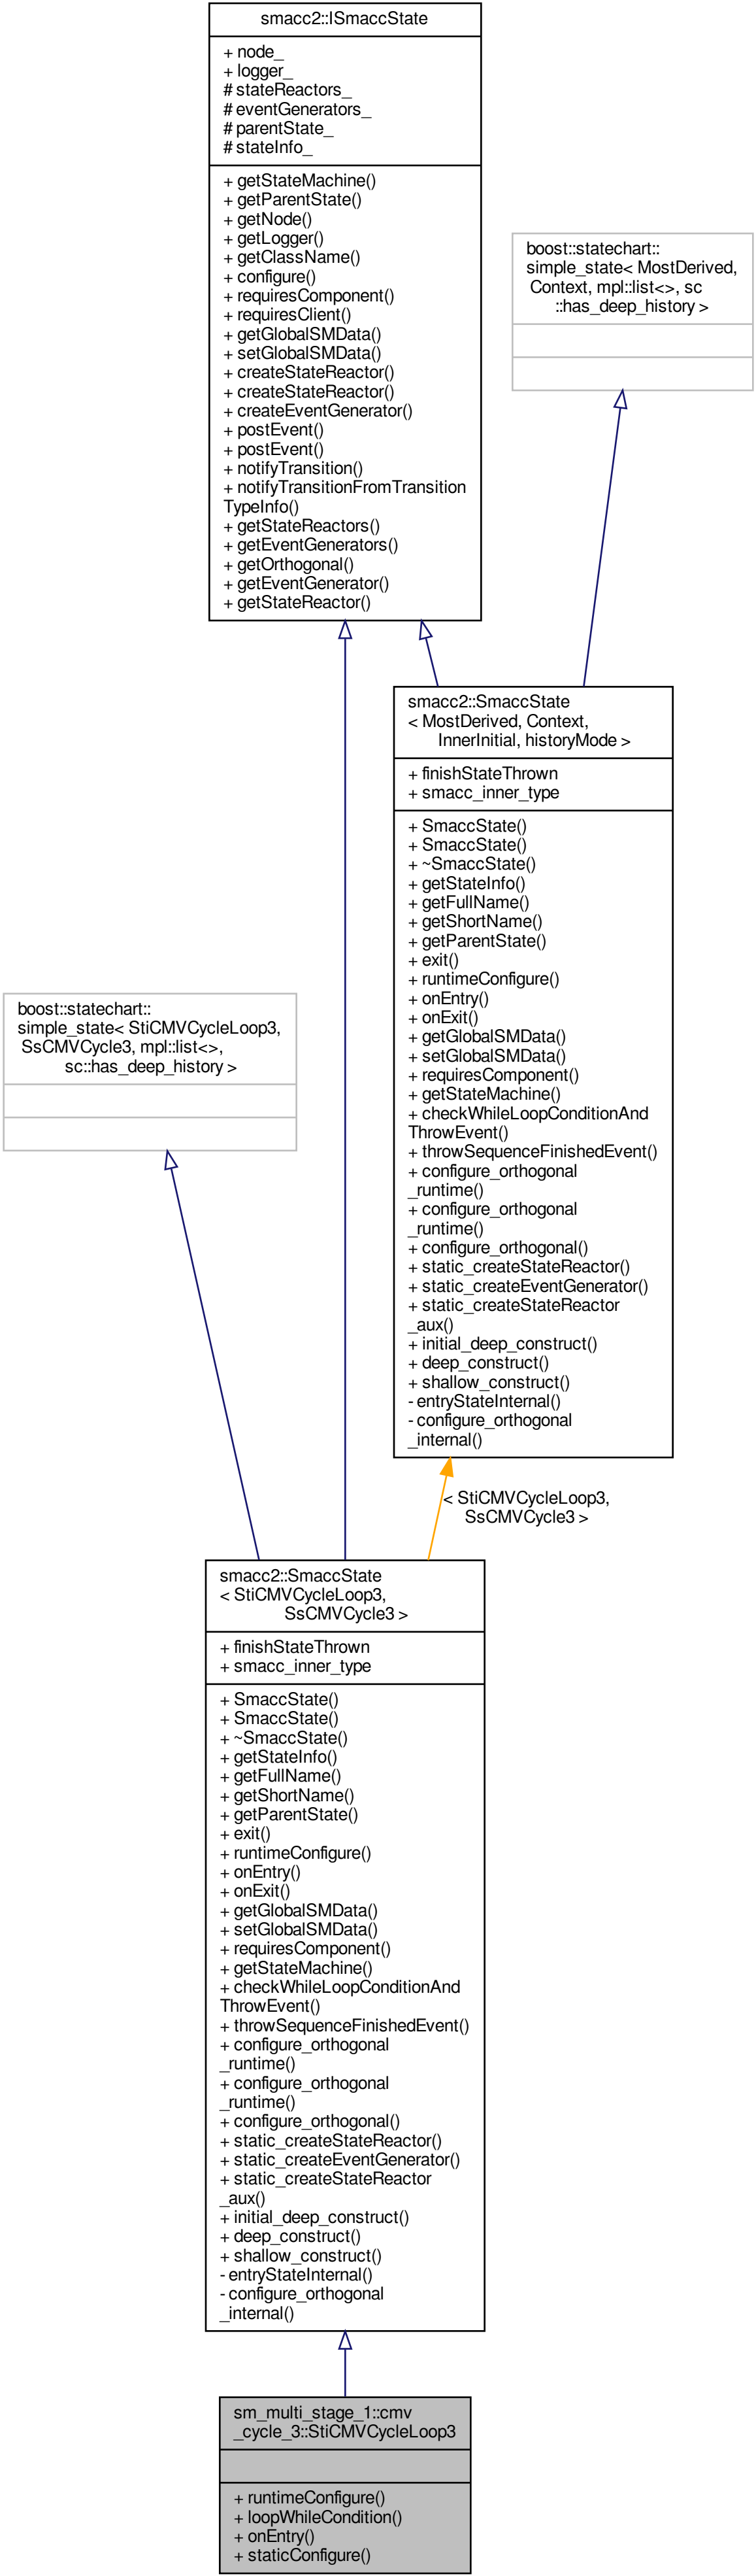 smacc2::ISmaccState
+ node_
+ logger_
# stateReactors_
# eventGenerators_
# parentState_
# stateInfo_
+ getStateMachine()
+ getParentState()
+ getNode()
+ getLogger()
+ getClassName()
+ configure()
+ requiresComponent()
+ requiresClient()
+ getGlobalSMData()
+ setGlobalSMData()
+ createStateReactor()
+ createStateReactor()
+ createEventGenerator()
+ postEvent()
+ postEvent()
+ notifyTransition()
+ notifyTransitionFromTransition
TypeInfo()
+ getStateReactors()
+ getEventGenerators()
+ getOrthogonal()
+ getEventGenerator()
+ getStateReactor()
boost::statechart::
simple_state< MostDerived,
Context, mpl::list<>, sc
::has_deep_history >
smacc2::SmaccState
< MostDerived, Context,
InnerInitial, historyMode >
+ finishStateThrown
+ smacc_inner_type
+ SmaccState()
+ SmaccState()
+ ~SmaccState()
+ getStateInfo()
+ getFullName()
+ getShortName()
+ getParentState()
+ exit()
+ runtimeConfigure()
+ onEntry()
+ onExit()
+ getGlobalSMData()
+ setGlobalSMData()
+ requiresComponent()
+ getStateMachine()
+ checkWhileLoopConditionAnd
ThrowEvent()
+ throwSequenceFinishedEvent()
+ configure_orthogonal
_runtime()
+ configure_orthogonal
_runtime()
+ configure_orthogonal()
+ static_createStateReactor()
+ static_createEventGenerator()
+ static_createStateReactor
_aux()
+ initial_deep_construct()
+ deep_construct()
+ shallow_construct()
- entryStateInternal()
- configure_orthogonal
_internal()
boost::statechart::
simple_state< StiCMVCycleLoop3,
SsCMVCycle3, mpl::list<>,
sc::has_deep_history >
< StiCMVCycleLoop3,
SsCMVCycle3 >
smacc2::SmaccState
< StiCMVCycleLoop3,
SsCMVCycle3 >
+ finishStateThrown
+ smacc_inner_type
+ SmaccState()
+ SmaccState()
+ ~SmaccState()
+ getStateInfo()
+ getFullName()
+ getShortName()
+ getParentState()
+ exit()
+ runtimeConfigure()
+ onEntry()
+ onExit()
+ getGlobalSMData()
+ setGlobalSMData()
+ requiresComponent()
+ getStateMachine()
+ checkWhileLoopConditionAnd
ThrowEvent()
+ throwSequenceFinishedEvent()
+ configure_orthogonal
_runtime()
+ configure_orthogonal
_runtime()
+ configure_orthogonal()
+ static_createStateReactor()
+ static_createEventGenerator()
+ static_createStateReactor
_aux()
+ initial_deep_construct()
+ deep_construct()
+ shallow_construct()
- entryStateInternal()
- configure_orthogonal
_internal()
sm_multi_stage_1::cmv
_cycle_3::StiCMVCycleLoop3
+ runtimeConfigure()
+ loopWhileCondition()
+ onEntry()
+ staticConfigure()